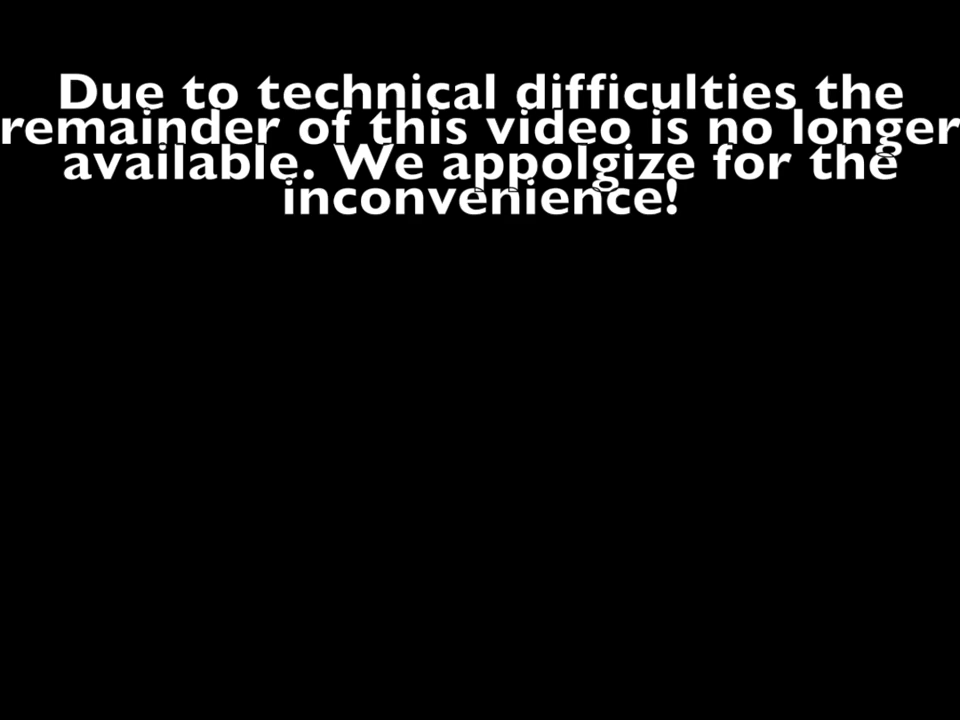 Due to technical difficulties the
remainder of this video is no longer
available. We appolgize for the
inconvenience!